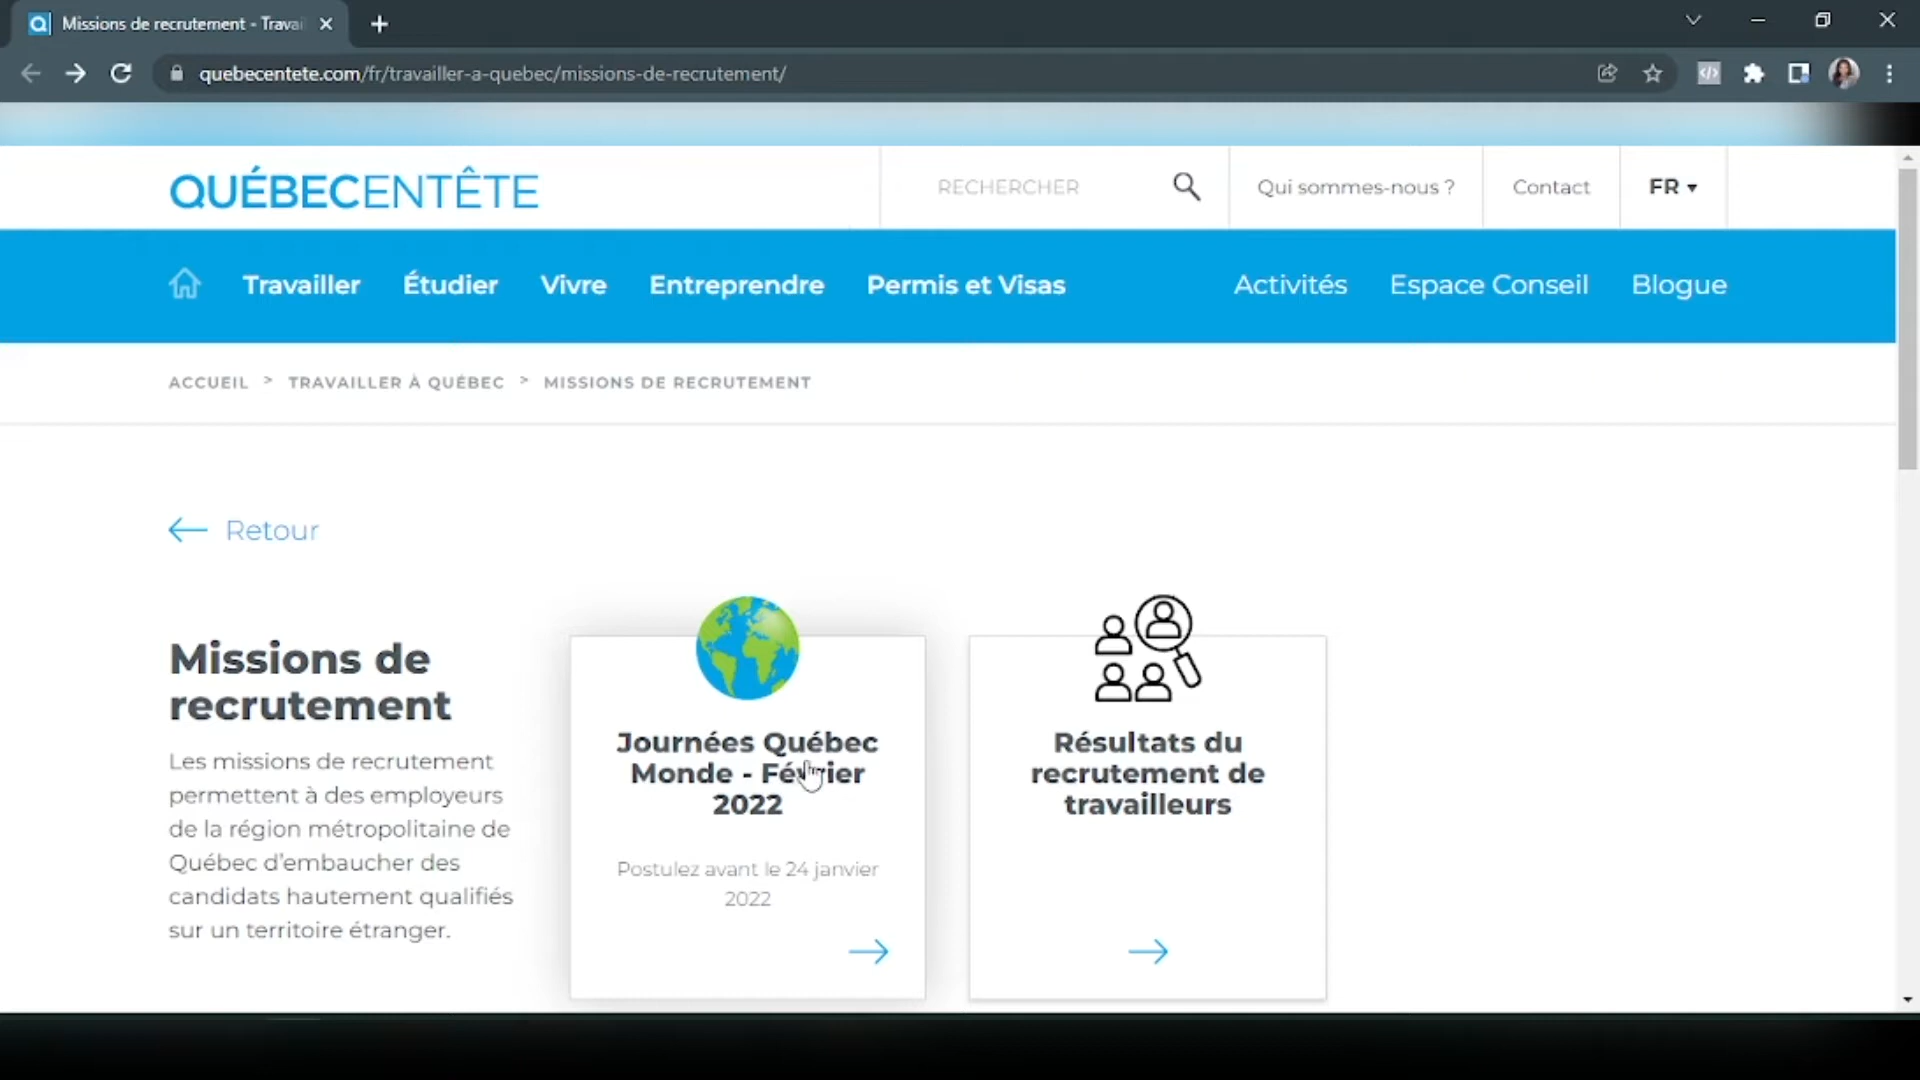 Missions de recrutement - Travai
quebecentete.com/fr/travailler-a-quebec/missions-de-recrutement/
QUÉBECENTÊTE
RECHERCHER
Qui sommes-nous ?
Contact
FR
Travailler
Étudier
Vivre
Entreprendre
Permis et Visas
Activités
Espace Conseil
Blogue
ACCUEIL > TRAVAILLER À QUÉBEC > MISSIONS DE RECRUTEMENT
Retour
Missions de
recrutement
Les missions de recrutement
permettent à des employeurs
de la région métropolitaine de
Québec d'embaucher des
candidats hautement qualifiés
sur un territoire étranger.
Journées Québec
Monde - Février
2022
Postulez avant le 24 janvier
2022
Résultats du
recrutement de
travailleurs